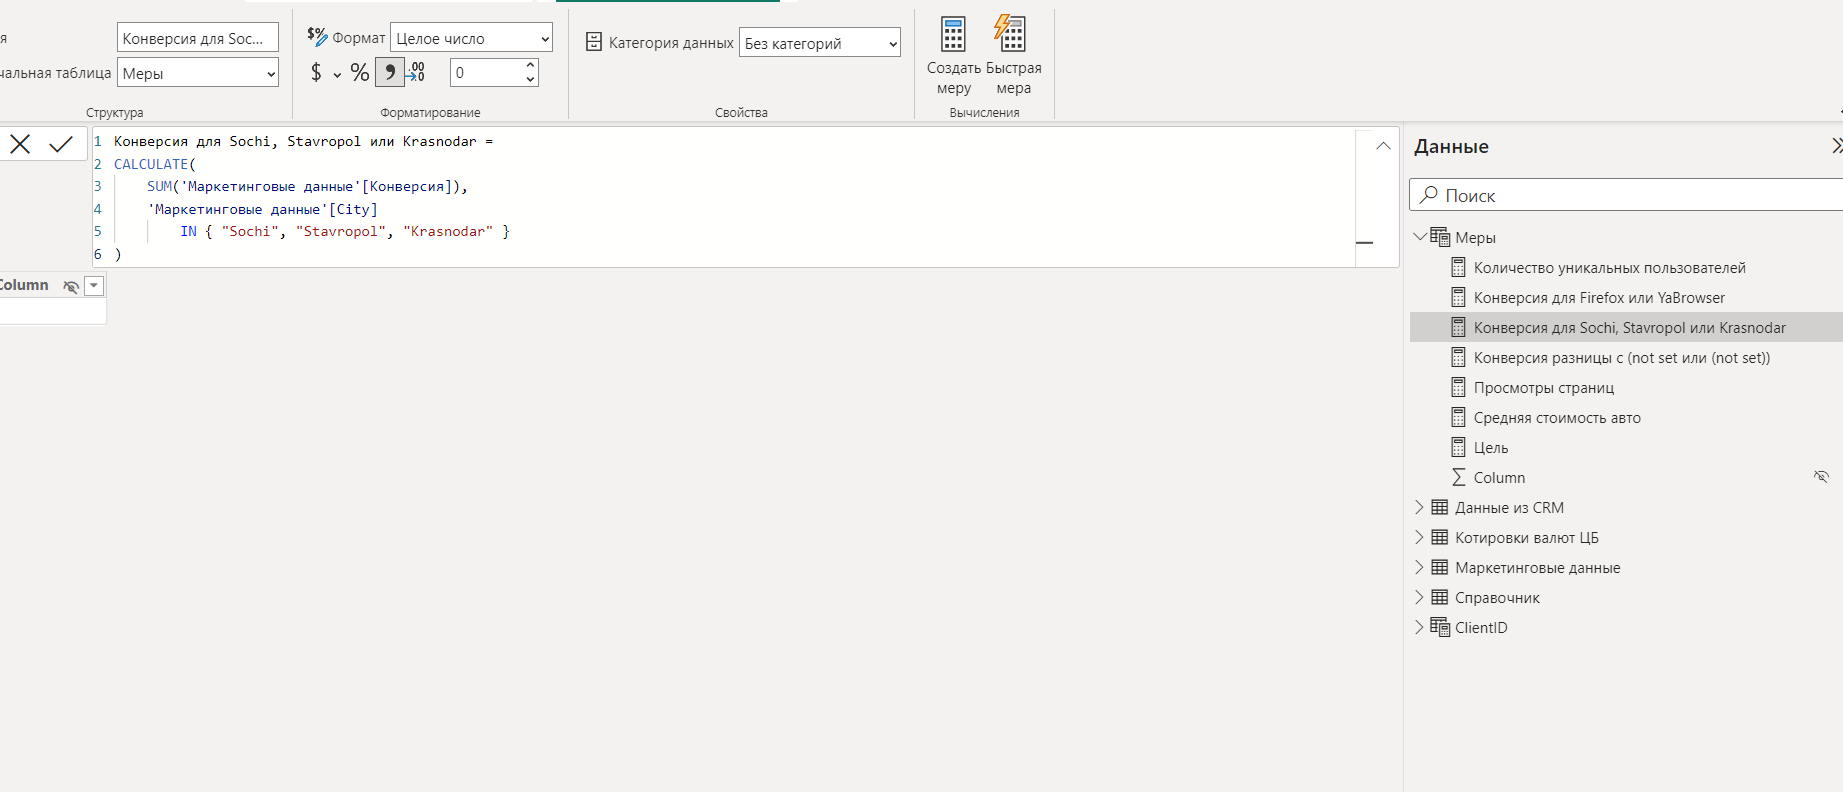 я
Конверсия для Soc...
чальная таблица
Меры
Структура
Формат
Целое число
$
%
,
.00
.0
0
Форматирование
Категория данных
Без категорий
Свойства
Создать
меру
Быстрая
мера
Вычисления
1 Конверсия для Sochi, Stavropol или Krasnodar =
2 CALCULATE(
3 SUM('Маркетинговые данные'[Конверсия]),
4 'Маркетинговые данные'[City]
5 IN { "Sochi", "Stavropol", "Krasnodar" }
6 )
Column
Данные
Поиск
Меры
Количество уникальных пользователей
Конверсия для Firefox или YaBrowser
Конверсия для Sochi, Stavropol или Krasnodar
Конверсия разницы с (not set или (not set))
Просмотры страниц
Средняя стоимость авто
Цель
Column
Данные из CRM
Котировки валют ЦБ
Маркетинговые данные
Справочник
ClientID